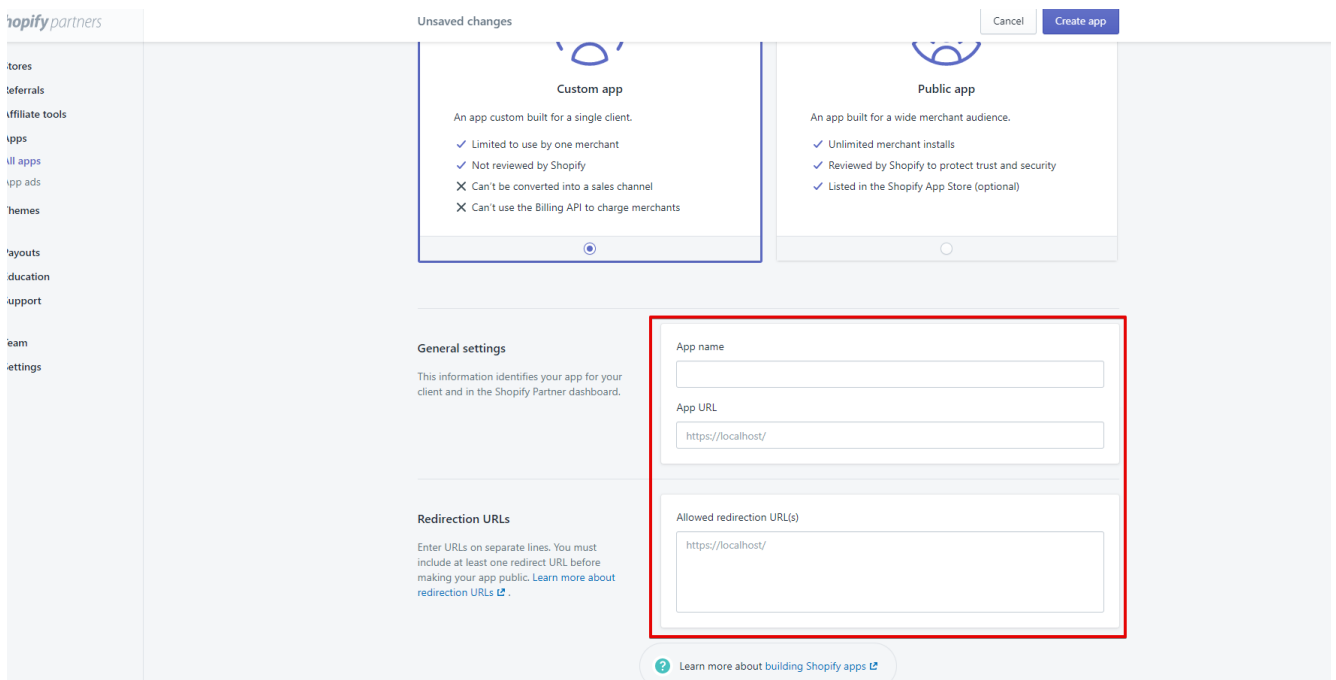 hopify partners
Unsaved changes
Cancel
Create app
tores
eferrals
ffiliate tools
pps
ll apps
pp ads
hemes
ayouts
ducation
upport
eam
ettings
Custom app
An app custom built for a single client.
Limited to use by one merchant
Not reviewed by Shopify
Can't be converted into a sales channel
Can't use the Billing API to charge merchants
Public app
An app built for a wide merchant audience.
Unlimited merchant installs
Reviewed by Shopify to protect trust and security
Listed in the Shopify App Store (optional)
General settings
This information identifies your app for your
client and in the Shopify Partner dashboard.
App name
App URL
https://localhost/
Redirection URLs
Enter URLs on separate lines. You must
include at least one redirect URL before
making your app public. Learn more about
redirection URLs .
Allowed redirection URL(s)
https://localhost/
? Learn more about building Shopify apps